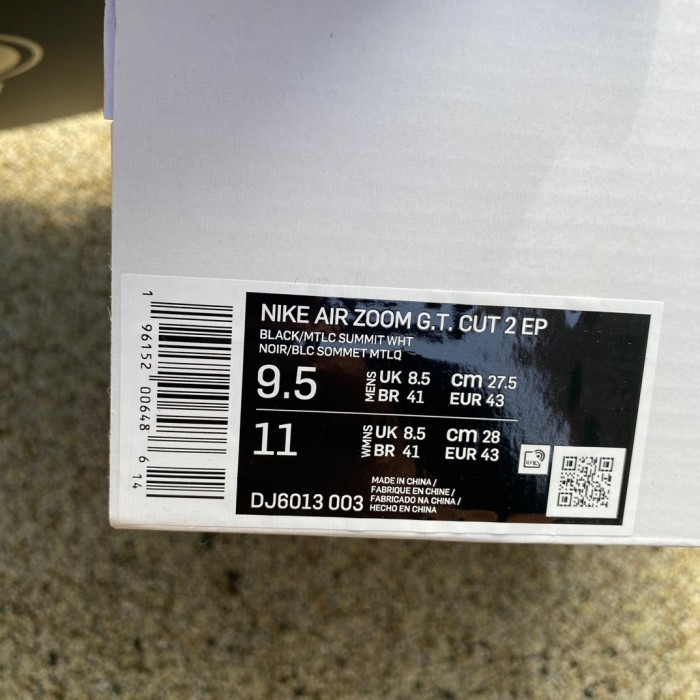 NIKE AIR ZOOM G.T. CUT 2 EP
BLACK/MTLC SUMMIT WHT
NOIR/BLC SOMMET MTLQ
9.5 MENS UK 8.5 cm 27.5
BR 41 EUR 43
11 WMNS UK 8.5 cm 28
BR 41 EUR 43
RFID
DJ6013 003
MADE IN CHINA /
FABRIQUE EN CHINE /
FABRICADO NA CHINA /
HECHO EN CHINA
1 96152 00648 6 14